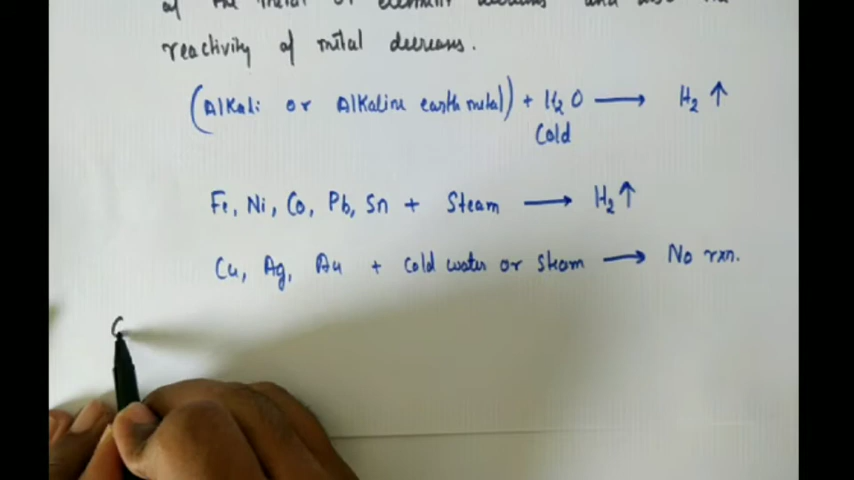 reactivity of metal decreases.
(Alkali or Alkaline earth metal) + H₂O ⟶ H₂ ↑
Cold
Fe, Ni, Co, Pb, Sn + Steam ⟶ H₂ ↑
Cu, Ag, Au + cold water or steam ⟶ No rxn.